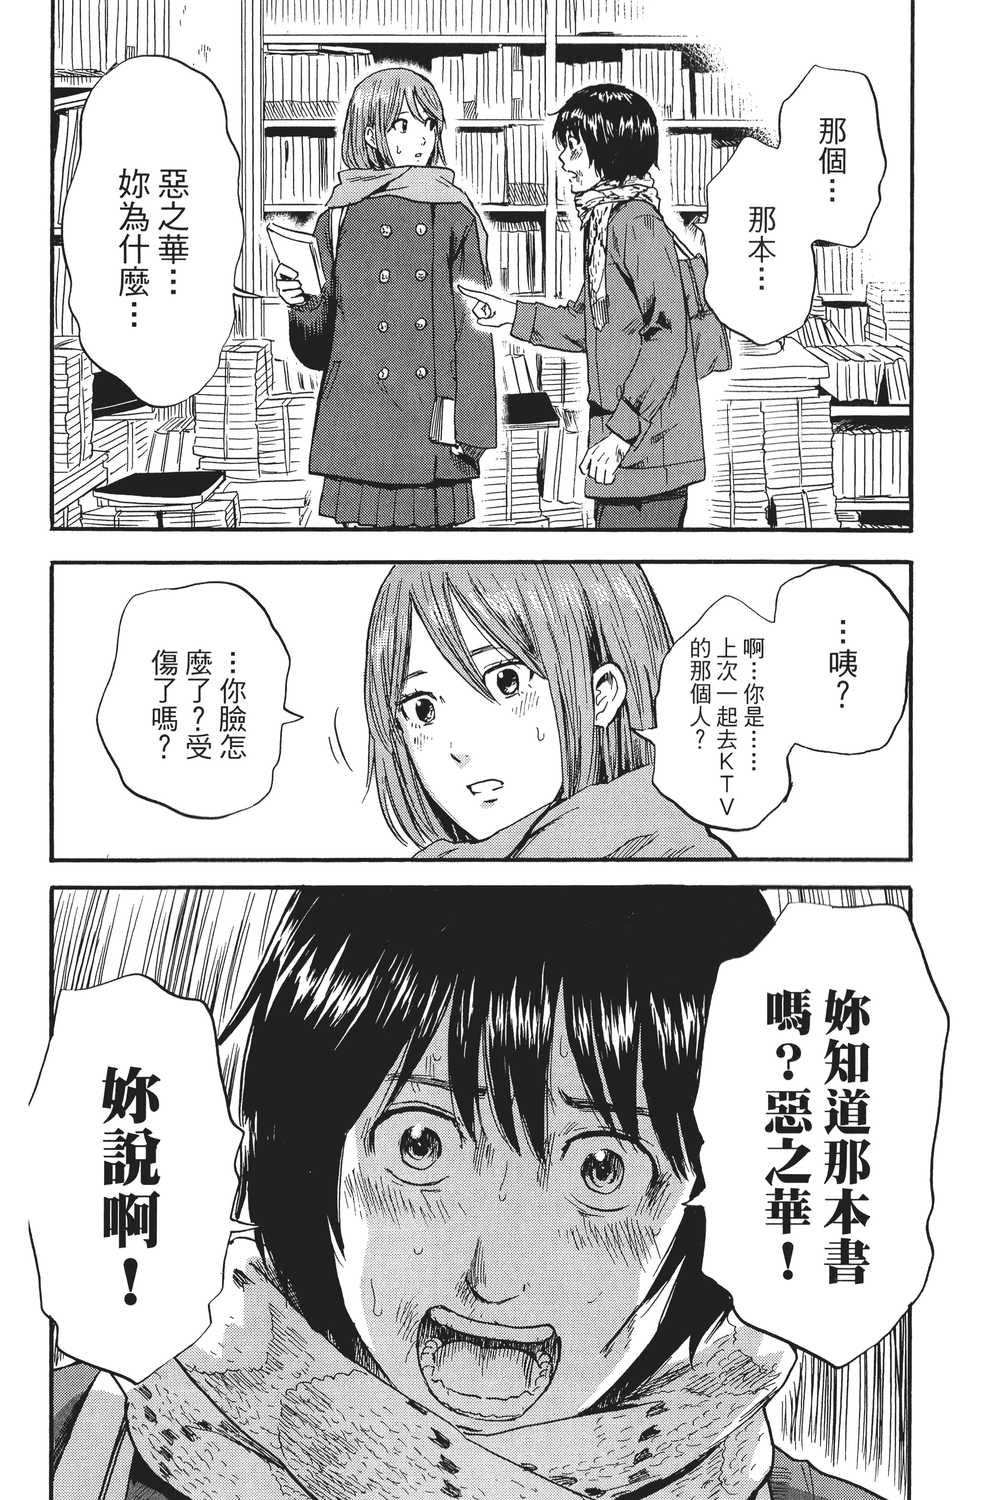 那個…
那本…
惡之華…
妳為什麼…
…咦?
啊…你是……
上次一起去KTV
的那個人?
…你臉怎
麼了?受
傷了嗎?
妳知道那本書
嗎?惡之華!
妳說啊!